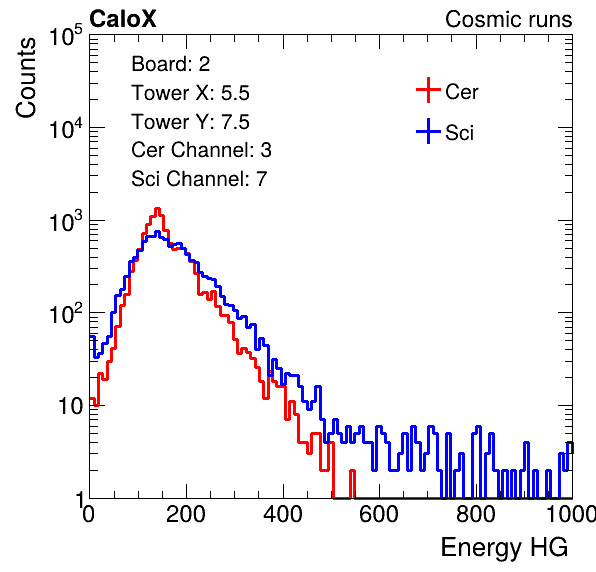 CaloX Cosmic runs
Counts
10^5
10^4
10^3
10^2
10
1
Board: 2
Tower X: 5.5
Tower Y: 7.5
Cer Channel: 3
Sci Channel: 7
Cer
Sci
0 200 400 600 800 1000
Energy HG